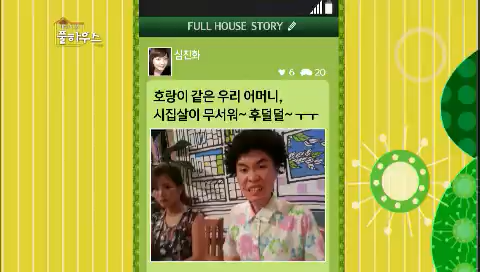 풀하우스
FULL HOUSE STORY
심진화
6 20
호랑이 같은 우리 어머니,
시집살이 무서워~ 후덜덜~ ㅜㅜ